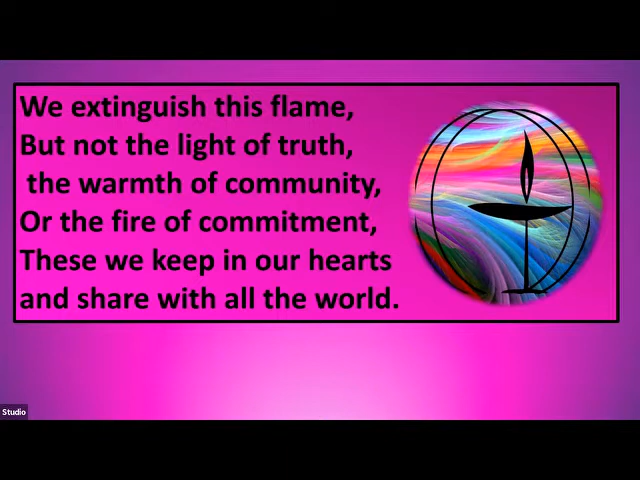 We extinguish this flame,
But not the light of truth,
the warmth of community,
Or the fire of commitment,
These we keep in our hearts
and share with all the world.
Studio